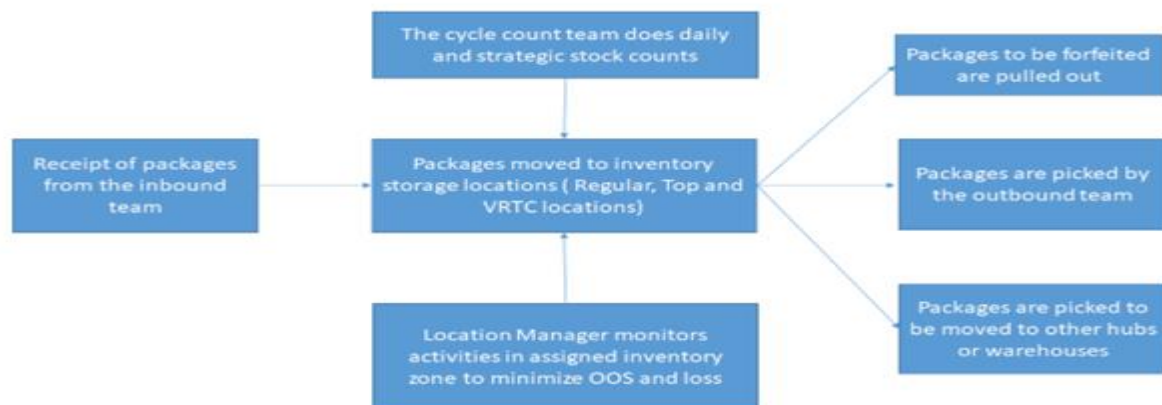 The cycle count team does daily
and strategic stock counts
Packages to be forfeited
are pulled out
Receipt of packages
from the inbound
team
Packages moved to inventory
storage locations ( Regular, Top and
VRTC locations)
Packages are picked by
the outbound team
Location Manager monitors
activities in assigned inventory
zone to minimize OOS and loss
Packages are picked to
be moved to other hubs
or warehouses